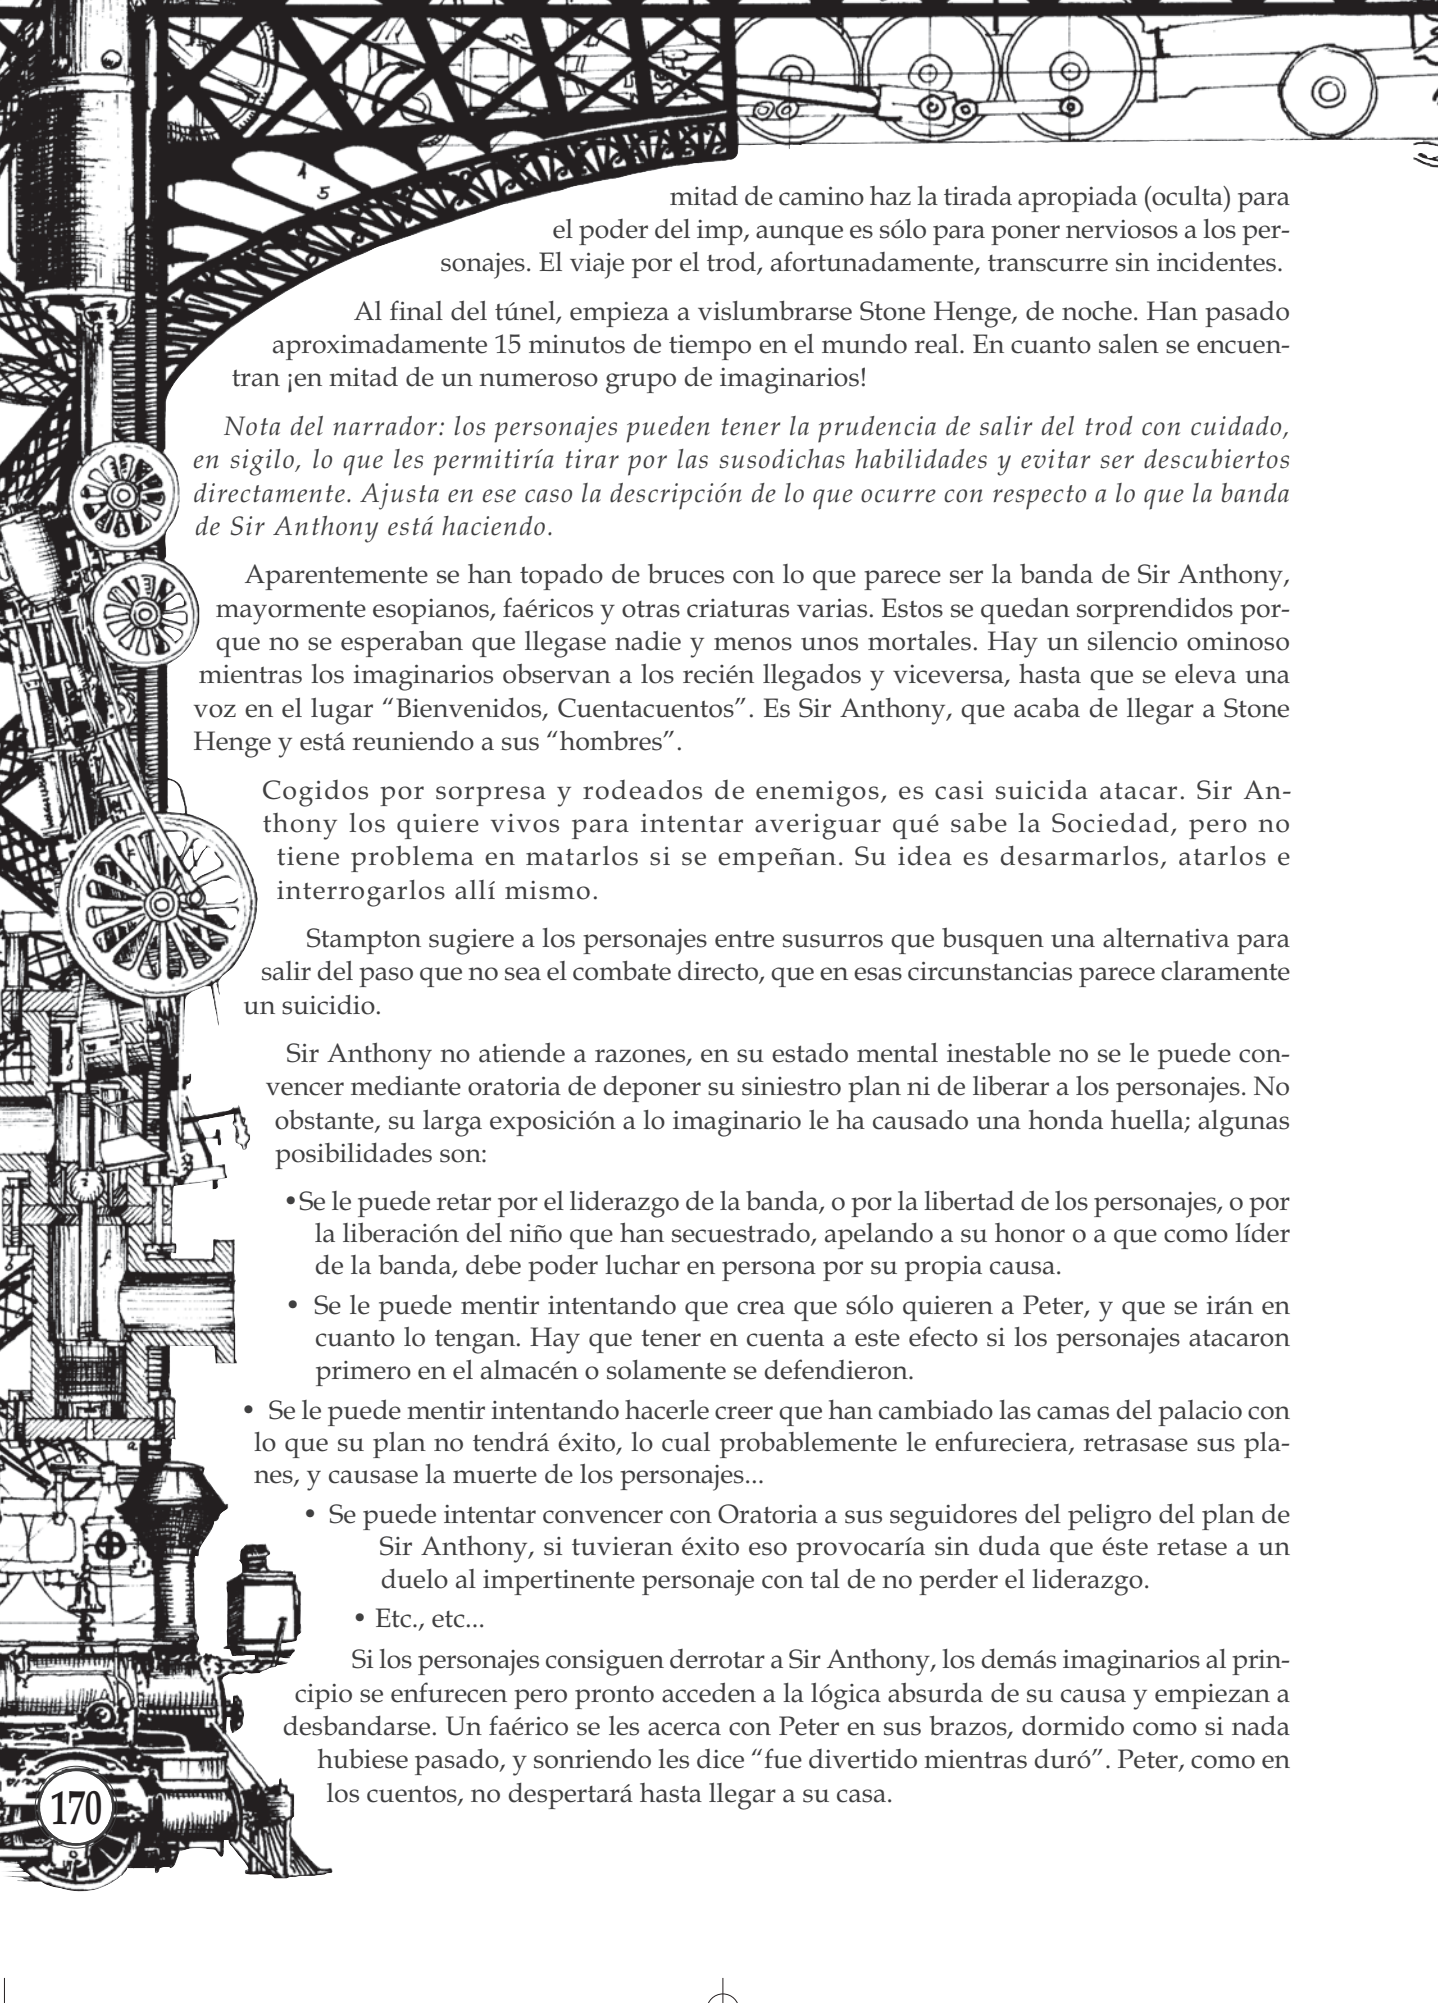 mitad de camino haz la tirada apropiada (oculta) para
el poder del imp, aunque es sólo para poner nerviosos a los per-
sonajes. El viaje por el trod, afortunadamente, transcurre sin incidentes.
Al final del túnel, empieza a vislumbrarse Stone Henge, de noche. Han pasado
aproximadamente 15 minutos de tiempo en el mundo real. En cuanto salen se encuen-
tran ¡en mitad de un numeroso grupo de imaginarios!
Nota del narrador: los personajes pueden tener la prudencia de salir del trod con cuidado,
en sigilo, lo que les permitiría tirar por las susodichas habilidades y evitar ser descubiertos
directamente. Ajusta en ese caso la descripción de lo que ocurre con respecto a lo que la banda
de Sir Anthony está haciendo.
Aparentemente se han topado de bruces con lo que parece ser la banda de Sir Anthony,
mayormente esopianos, faéricos y otras criaturas varias. Estos se quedan sorprendidos por-
que no se esperaban que llegase nadie y menos unos mortales. Hay un silencio ominoso
mientras los imaginarios observan a los recién llegados y viceversa, hasta que se eleva una
voz en el lugar “Bienvenidos, Cuentacuentos”. Es Sir Anthony, que acaba de llegar a Stone
Henge y está reuniendo a sus “hombres”.
Cogidos por sorpresa y rodeados de enemigos, es casi suicida atacar. Sir An-
thony los quiere vivos para intentar averiguar qué sabe la Sociedad, pero no
tiene problema en matarlos si se empeñan. Su idea es desarmarlos, atarlos e
interrogarlos allí mismo.
Stampton sugiere a los personajes entre susurros que busquen una alternativa para
salir del paso que no sea el combate directo, que en esas circunstancias parece claramente
un suicidio.
Sir Anthony no atiende a razones, en su estado mental inestable no se le puede con-
vencer mediante oratoria de deponer su siniestro plan ni de liberar a los personajes. No
obstante, su larga exposición a lo imaginario le ha causado una honda huella; algunas
posibilidades son:
•Se le puede retar por el liderazgo de la banda, o por la libertad de los personajes, o por
la liberación del niño que han secuestrado, apelando a su honor o a que como líder
de la banda, debe poder luchar en persona por su propia causa.
• Se le puede mentir intentando que crea que sólo quieren a Peter, y que se irán en
cuanto lo tengan. Hay que tener en cuenta a este efecto si los personajes atacaron
primero en el almacén o solamente se defendieron.
• Se le puede mentir intentando hacerle creer que han cambiado las camas del palacio con
lo que su plan no tendrá éxito, lo cual probablemente le enfureciera, retrasase sus pla-
nes, y causase la muerte de los personajes...
• Se puede intentar convencer con Oratoria a sus seguidores del peligro del plan de
Sir Anthony, si tuvieran éxito eso provocaría sin duda que éste retase a un
duelo al impertinente personaje con tal de no perder el liderazgo.
• Etc., etc...
Si los personajes consiguen derrotar a Sir Anthony, los demás imaginarios al prin-
cipio se enfurecen pero pronto acceden a la lógica absurda de su causa y empiezan a
desbandarse. Un faérico se les acerca con Peter en sus brazos, dormido como si nada
hubiese pasado, y sonriendo les dice “fue divertido mientras duró”. Peter, como en
los cuentos, no despertará hasta llegar a su casa.
170